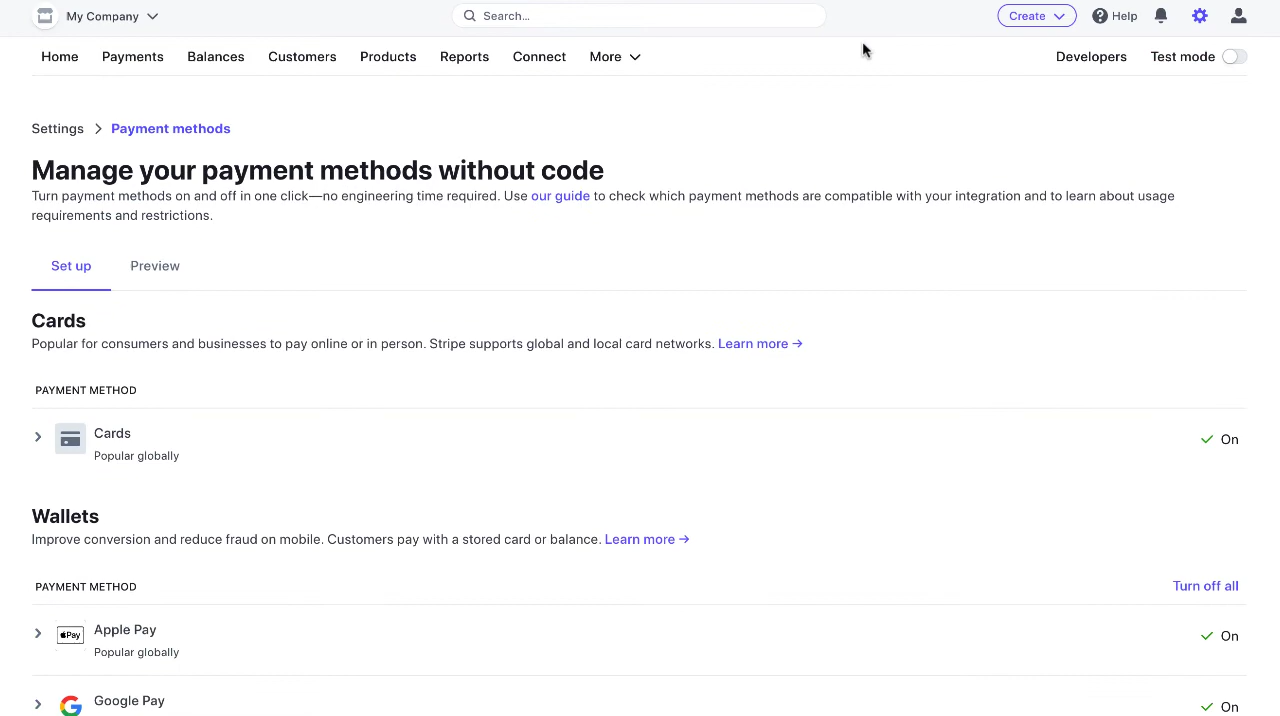 My Company
Search...
Create
Help
Home
Payments
Balances
Customers
Products
Reports
Connect
More
Developers
Test mode
Settings
Payment methods
Manage your payment methods without code
Turn payment methods on and off in one click—no engineering time required. Use our guide to check which payment methods are compatible with your integration and to learn about usage
requirements and restrictions.
Set up
Preview
Cards
Popular for consumers and businesses to pay online or in person. Stripe supports global and local card networks. Learn more →
PAYMENT METHOD
Cards
Popular globally
On
Wallets
Improve conversion and reduce fraud on mobile. Customers pay with a stored card or balance. Learn more →
PAYMENT METHOD
Turn off all
Pay
Apple Pay
Popular globally
On
Google Pay
On